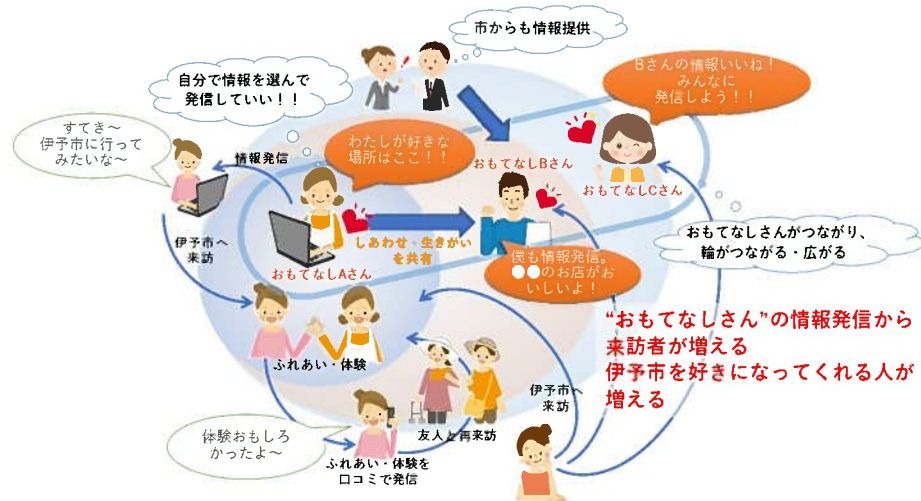 市からも情報提供
自分で情報を選んで
発信していい！！
Bさんの情報いいね！
みんなに
発信しよう！！
すてき～
伊予市に行って
みたいな～
情報発信
わたしが好きな
場所はここ！！
おもてなしBさん
おもてなしCさん
伊予市へ
来訪
おもてなしAさん
しあわせ・生きがい
を共有
僕も情報発信。
●●のお店がお
いしいよ！
おもてなしさんがつながり、
輪がつながる・広がる
“おもてなしさん”の情報発信から
来訪者が増える
伊予市を好きになってくれる人が
増える
ふれあい・体験
伊予市へ
来訪
友人と再来訪
体験おもしろ
かったよ～
ふれあい・体験を
口コミで発信